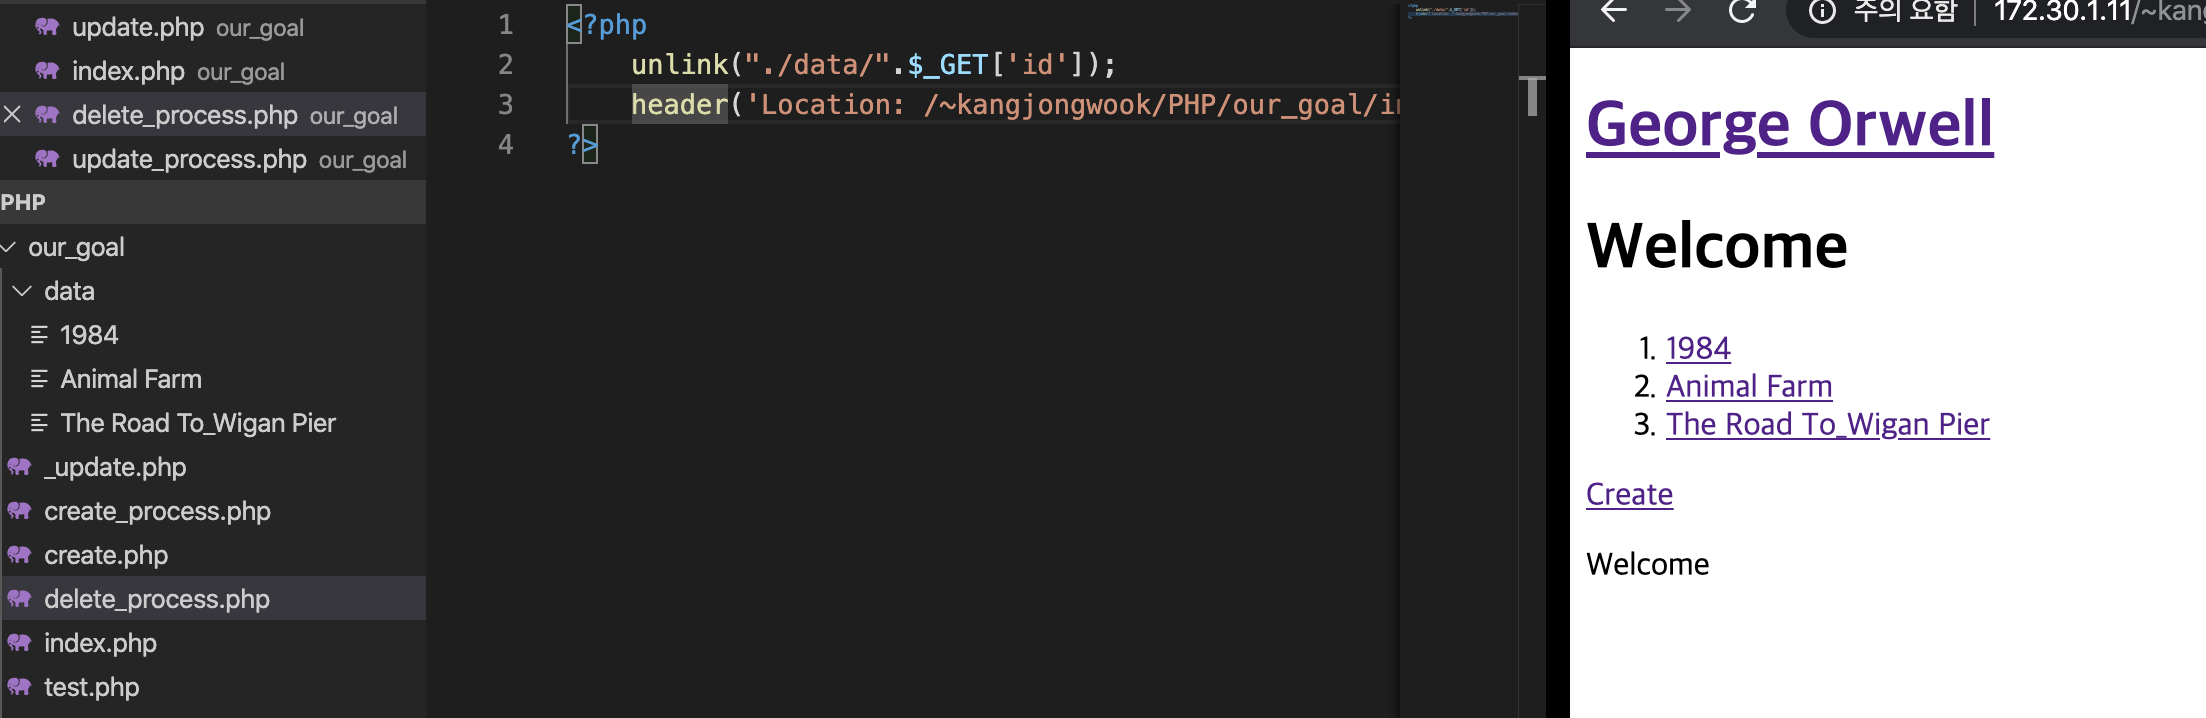 update.php our_goal
index.php our_goal
delete_process.php our_goal
update_process.php our_goal
PHP
our_goal
data
1984
Animal Farm
The Road To_Wigan Pier
_update.php
create_process.php
create.php
delete_process.php
index.php
test.php
1 <?php
2 unlink("./data/".$_GET['id']);
3 header('Location: /~kangjongwook/PHP/our_goal/in
4 ?>
주의 요함 172.30.1.11/~kang
George Orwell
Welcome
1. 1984
2. Animal Farm
3. The Road To_Wigan Pier
Create
Welcome